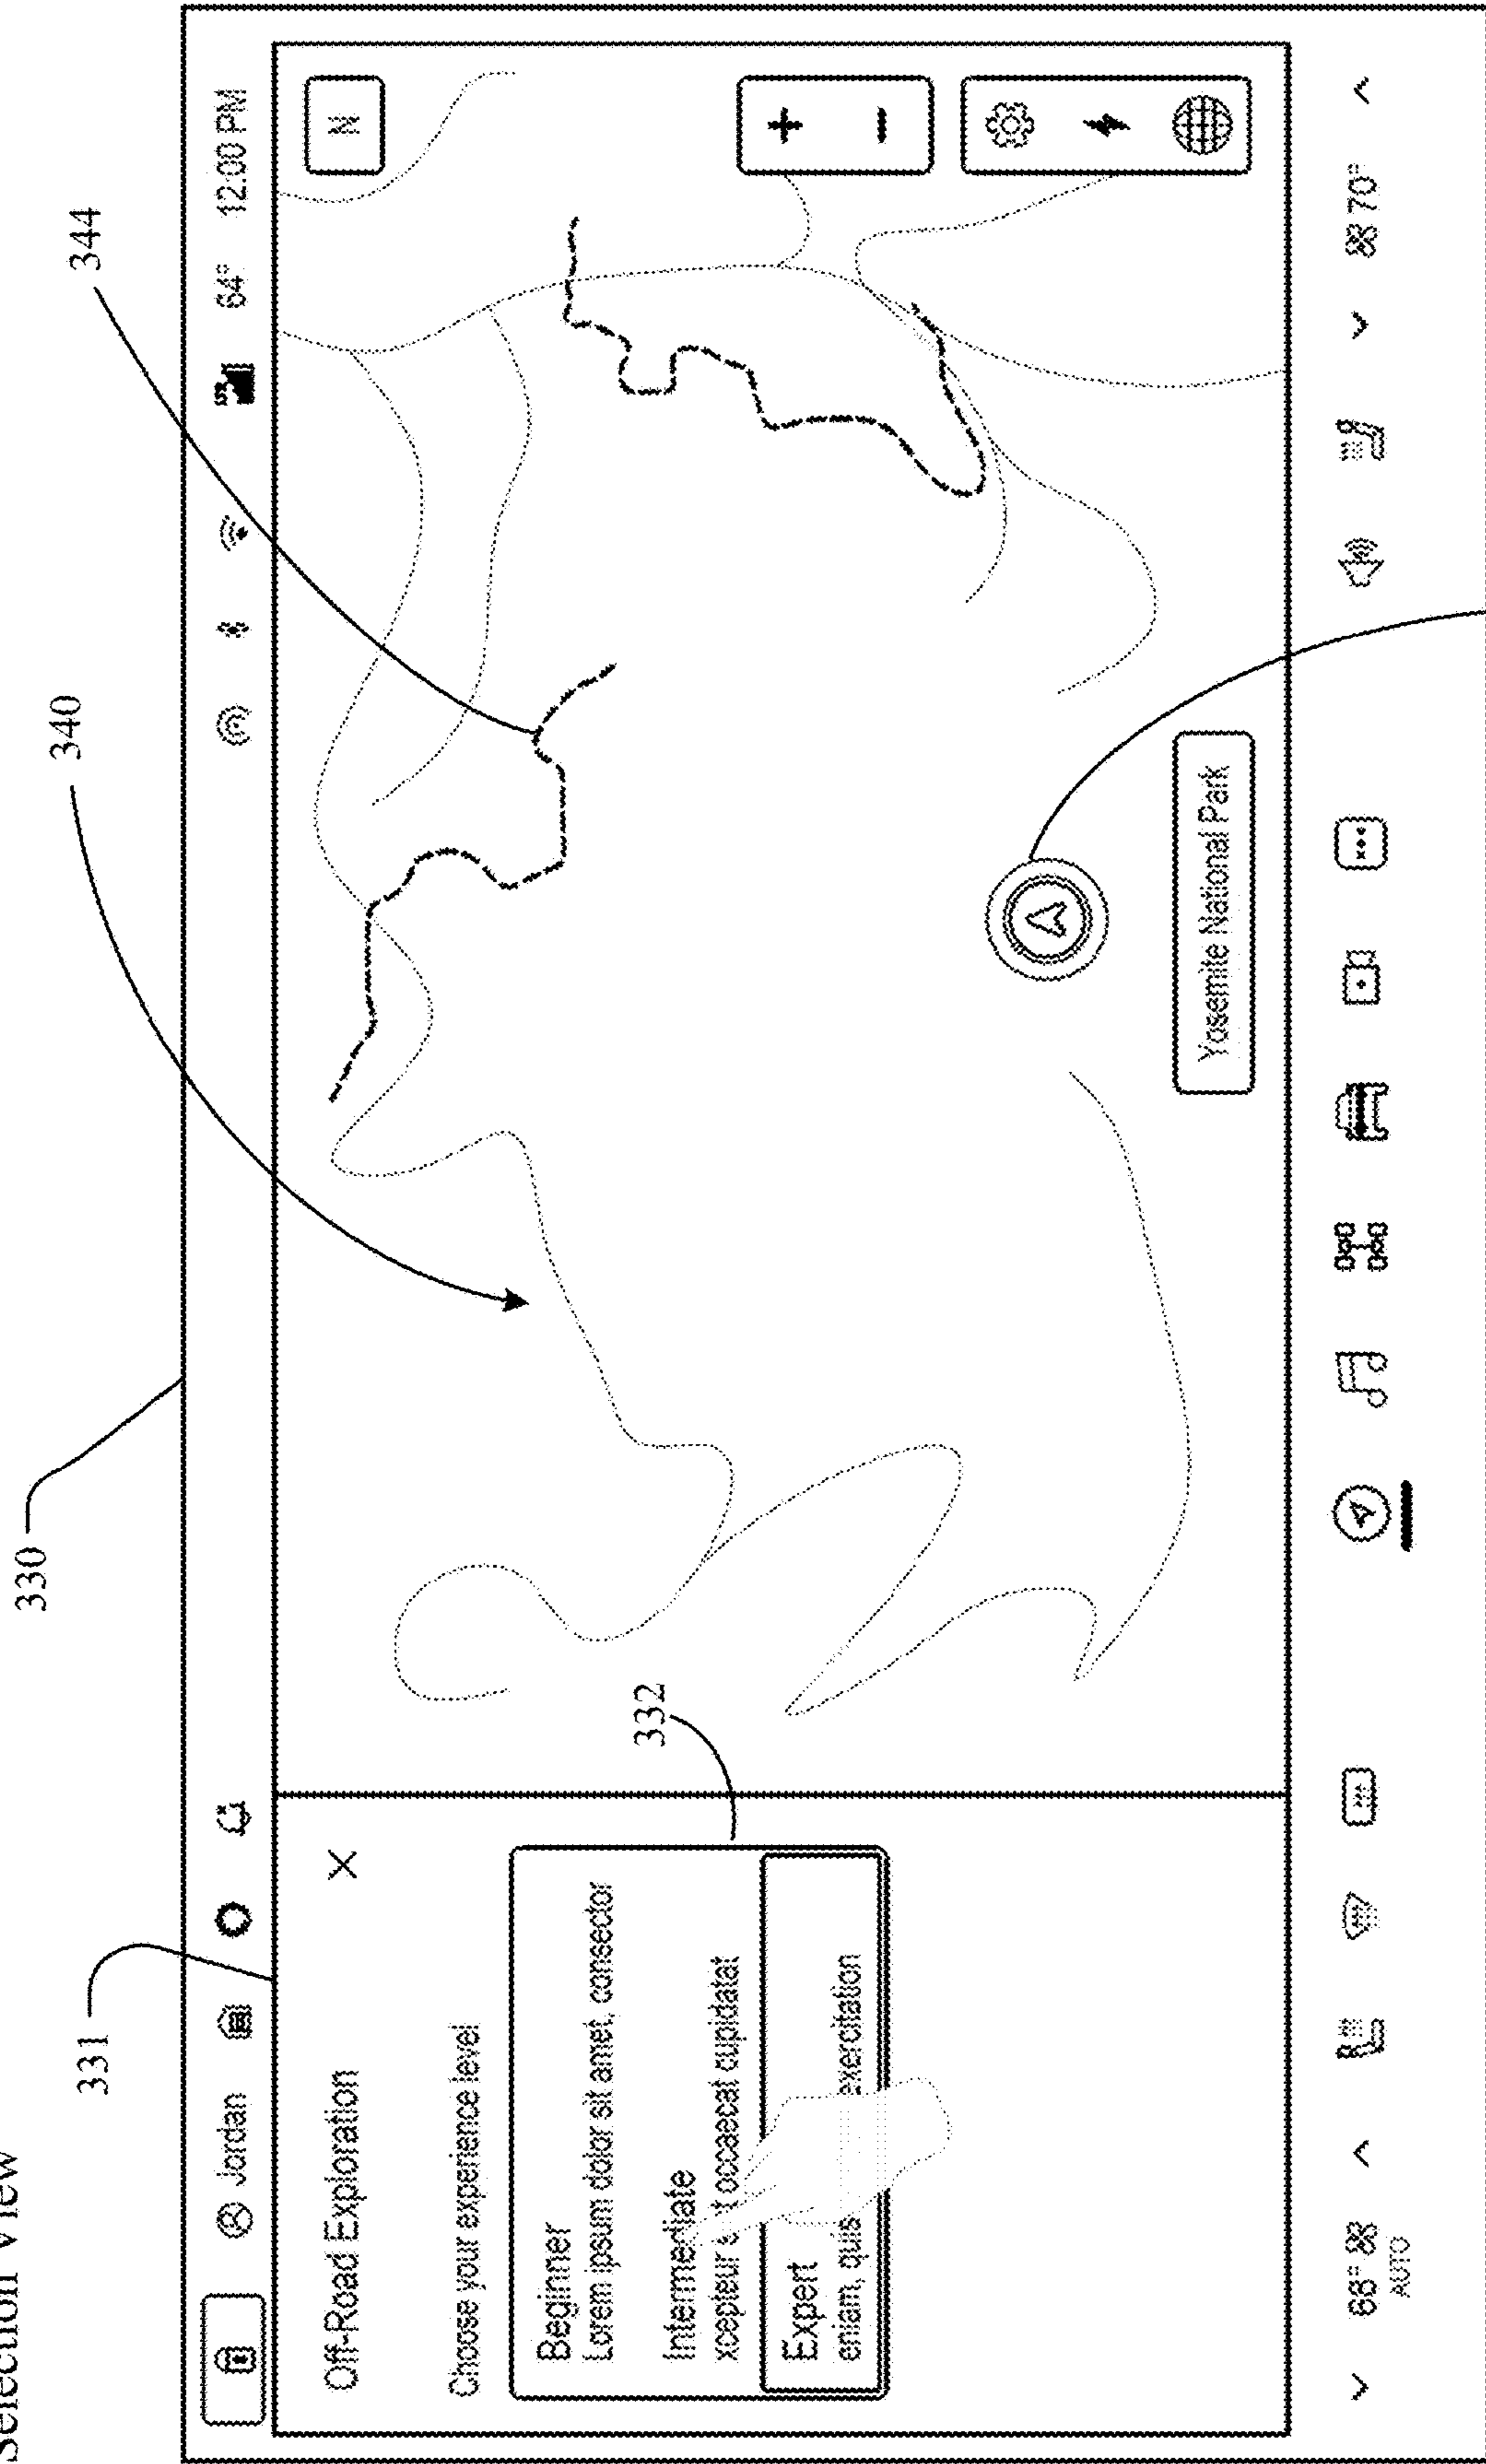 Selection View
330
331
340
344
Jordan
LTE
64° 12:00 PM
Off-Road Exploration
Choose your experience level
332
Beginner
Lorem ipsum dolor sit amet, consector
Intermediate
occaecat cupidatat
Expert
eniam, quis exercitation
N
Yosemite National Park
68°
AUTO
70°